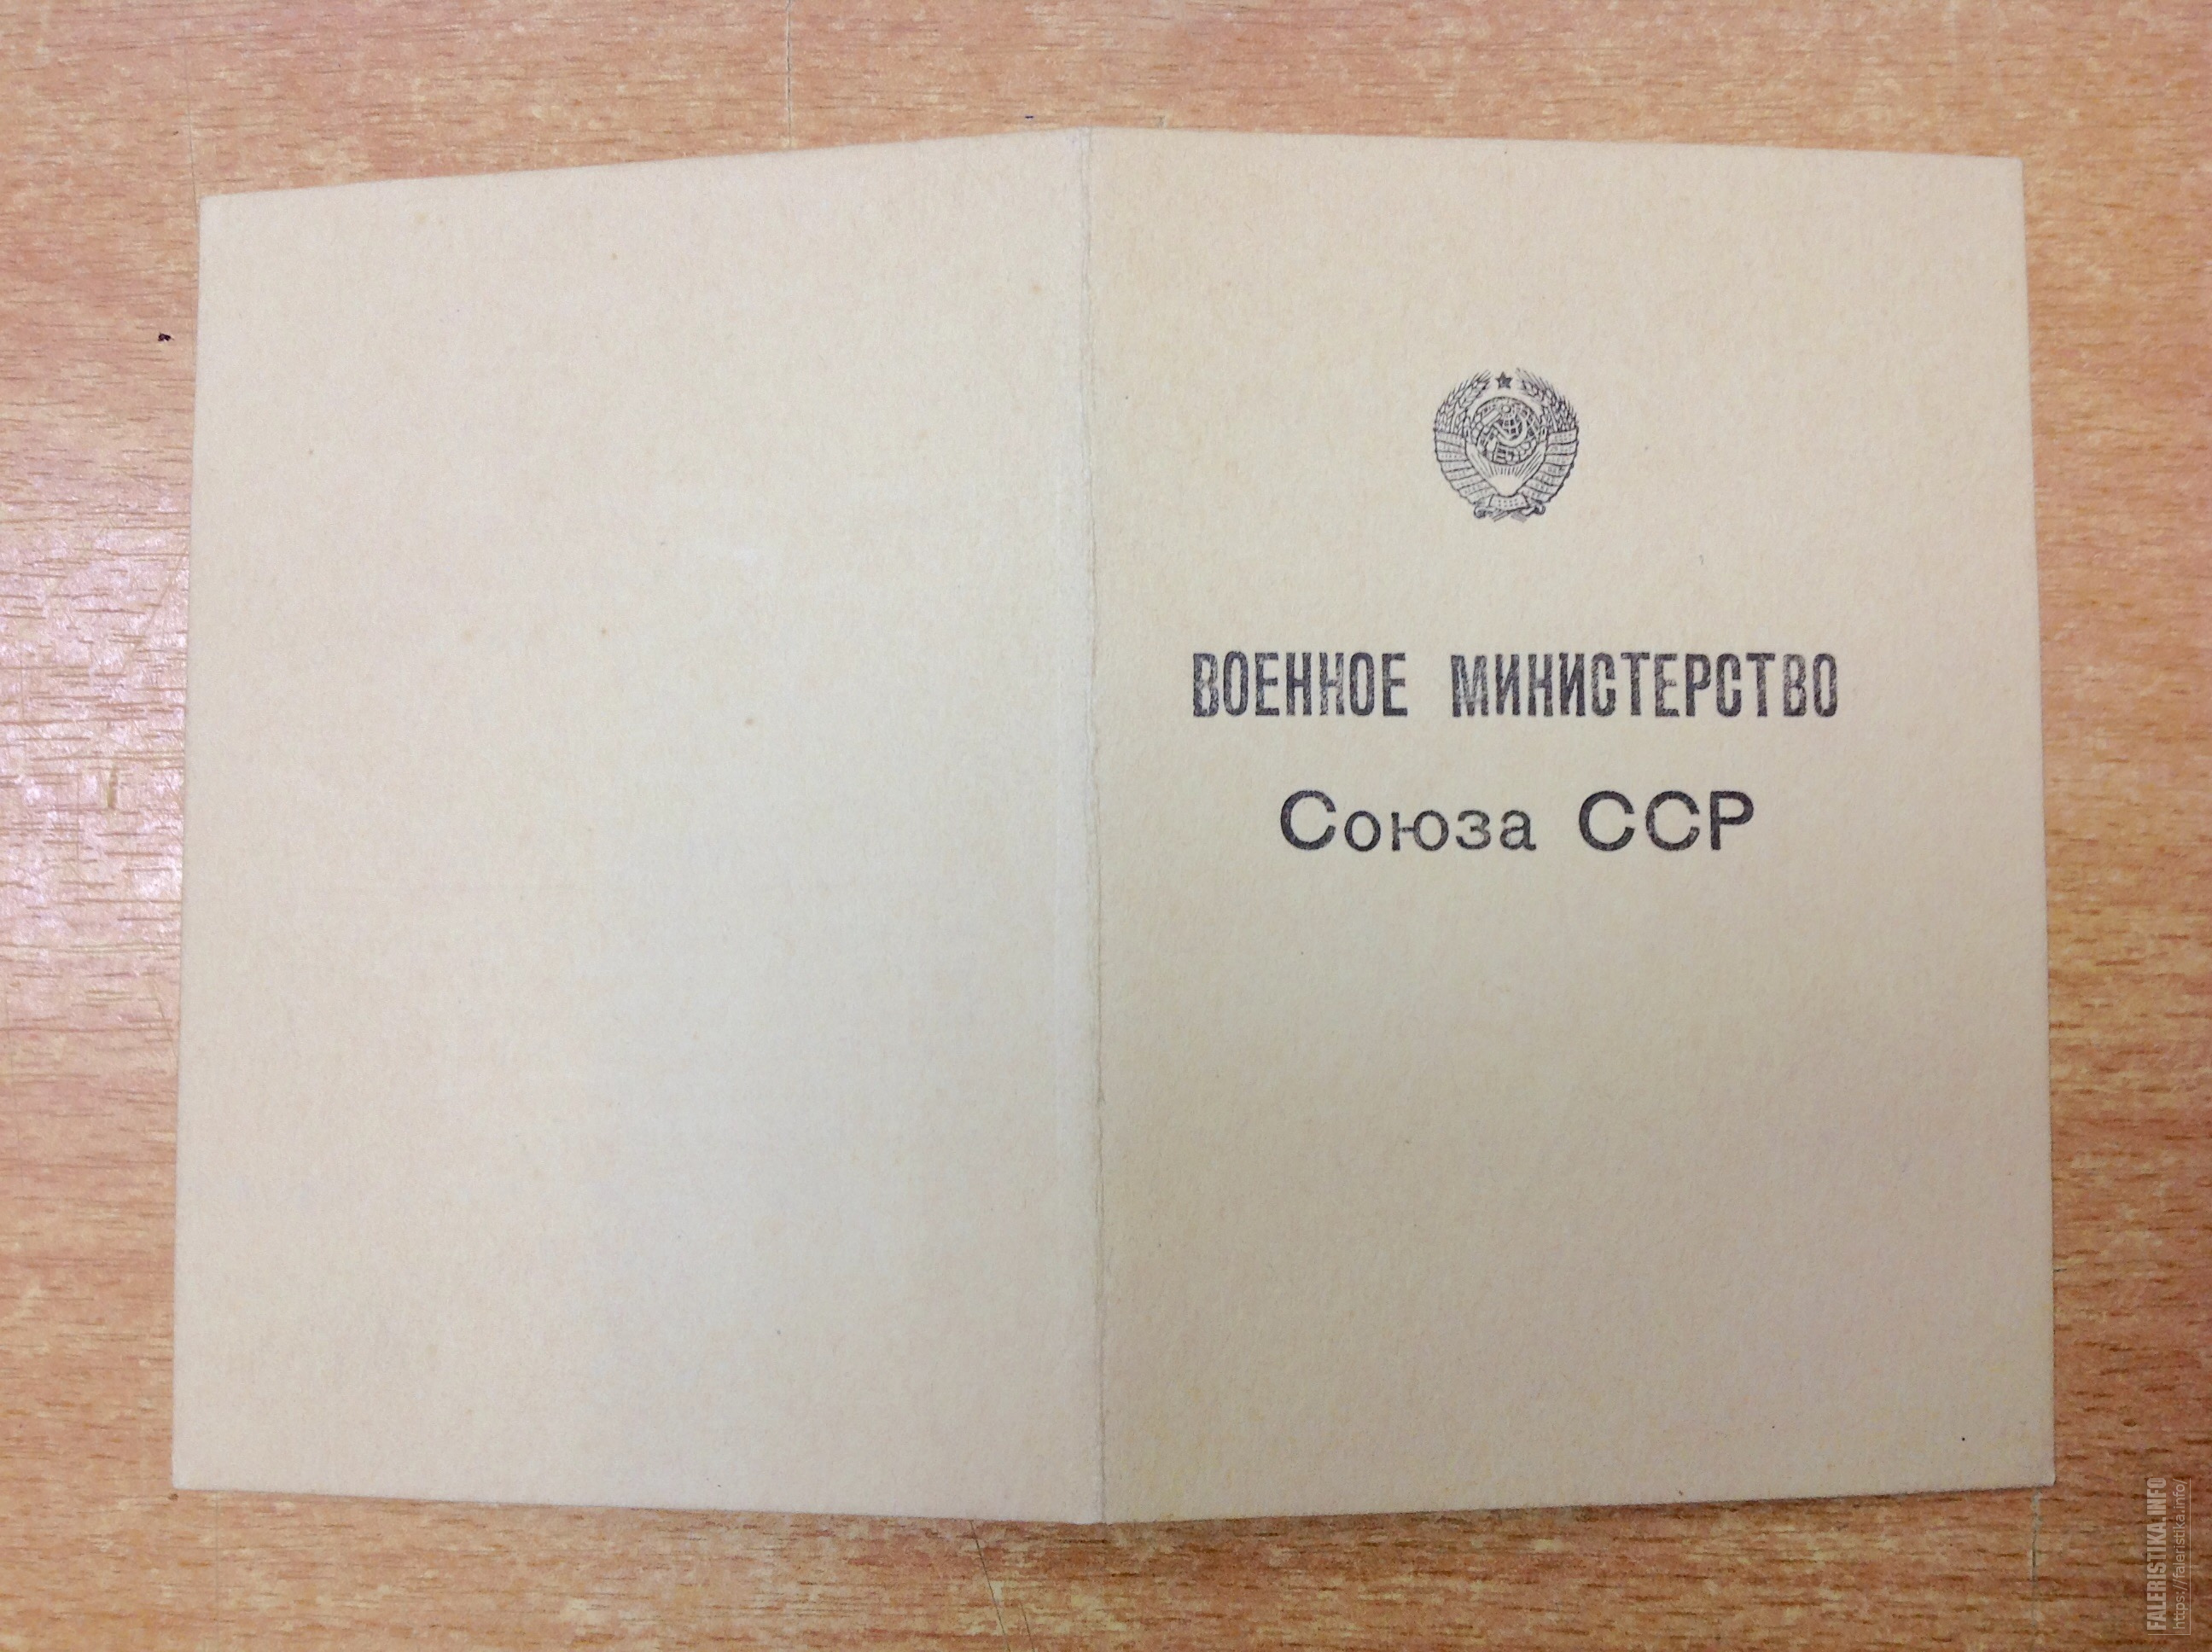 ВОЕННОЕ МИНИСТЕРСТВО
Союза ССР
FALERISTIKA.INFO
https://faleristika.info/